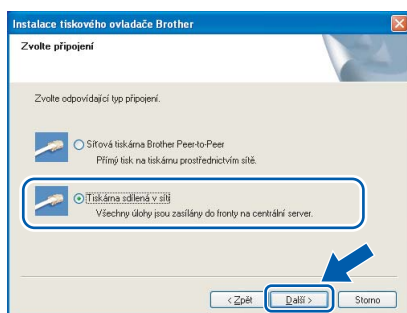 Instalace tiskového ovladače Brother
Zvolte připojení
Zvolte odpovídající typ připojení.
Síťová tiskárna Brother Peer-to-Peer
Přímý tisk na tiskárnu prostřednictvím sítě.
Tiskárna sdílená v síti
Všechny úlohy jsou zasílány do fronty na centrální server.
< Zpět
Další >
Storno